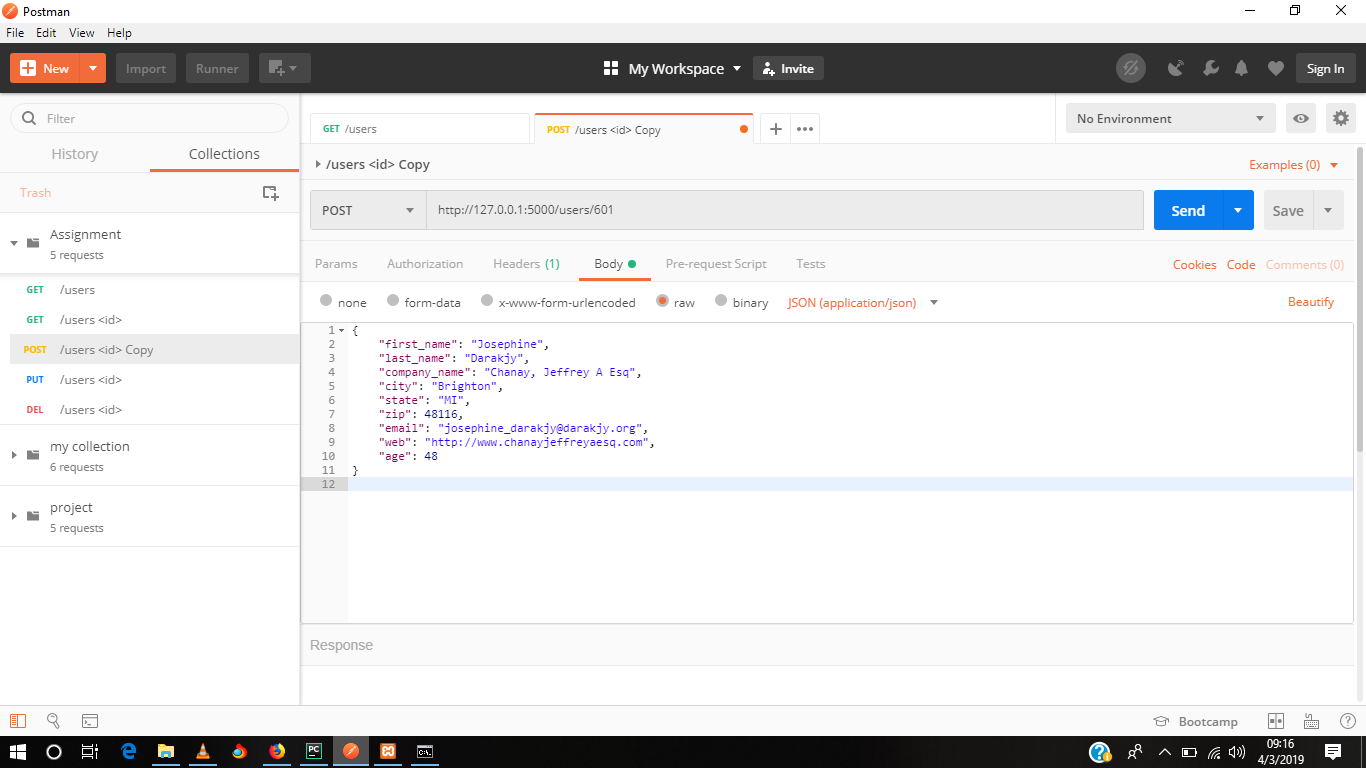 Postman
File Edit View Help
New Import Runner My Workspace Invite Sign In
Filter
History Collections
Trash
Assignment
5 requests
GET /users
GET /users <id>
POST /users <id> Copy
PUT /users <id>
DEL /users <id>
my collection
6 requests
project
5 requests
GET /users POST /users <id> Copy No Environment
/users <id> Copy Examples (0)
POST http://127.0.0.1:5000/users/601 Send Save
Params Authorization Headers (1) Body Pre-request Script Tests Cookies Code Comments (0)
none form-data x-www-form-urlencoded raw binary JSON (application/json) Beautify
1 {
2 "first_name": "Josephine",
3 "last_name": "Darakjy",
4 "company_name": "Chanay, Jeffrey A Esq",
5 "city": "Brighton",
6 "state": "MI",
7 "zip": 48116,
8 "email": "josephine_darakjy@darakjy.org",
9 "web": "http://www.chanayjeffreyaesq.com",
10 "age": 48
11 }
12
Response
Bootcamp
PC C:\. 09:16
4/3/2019